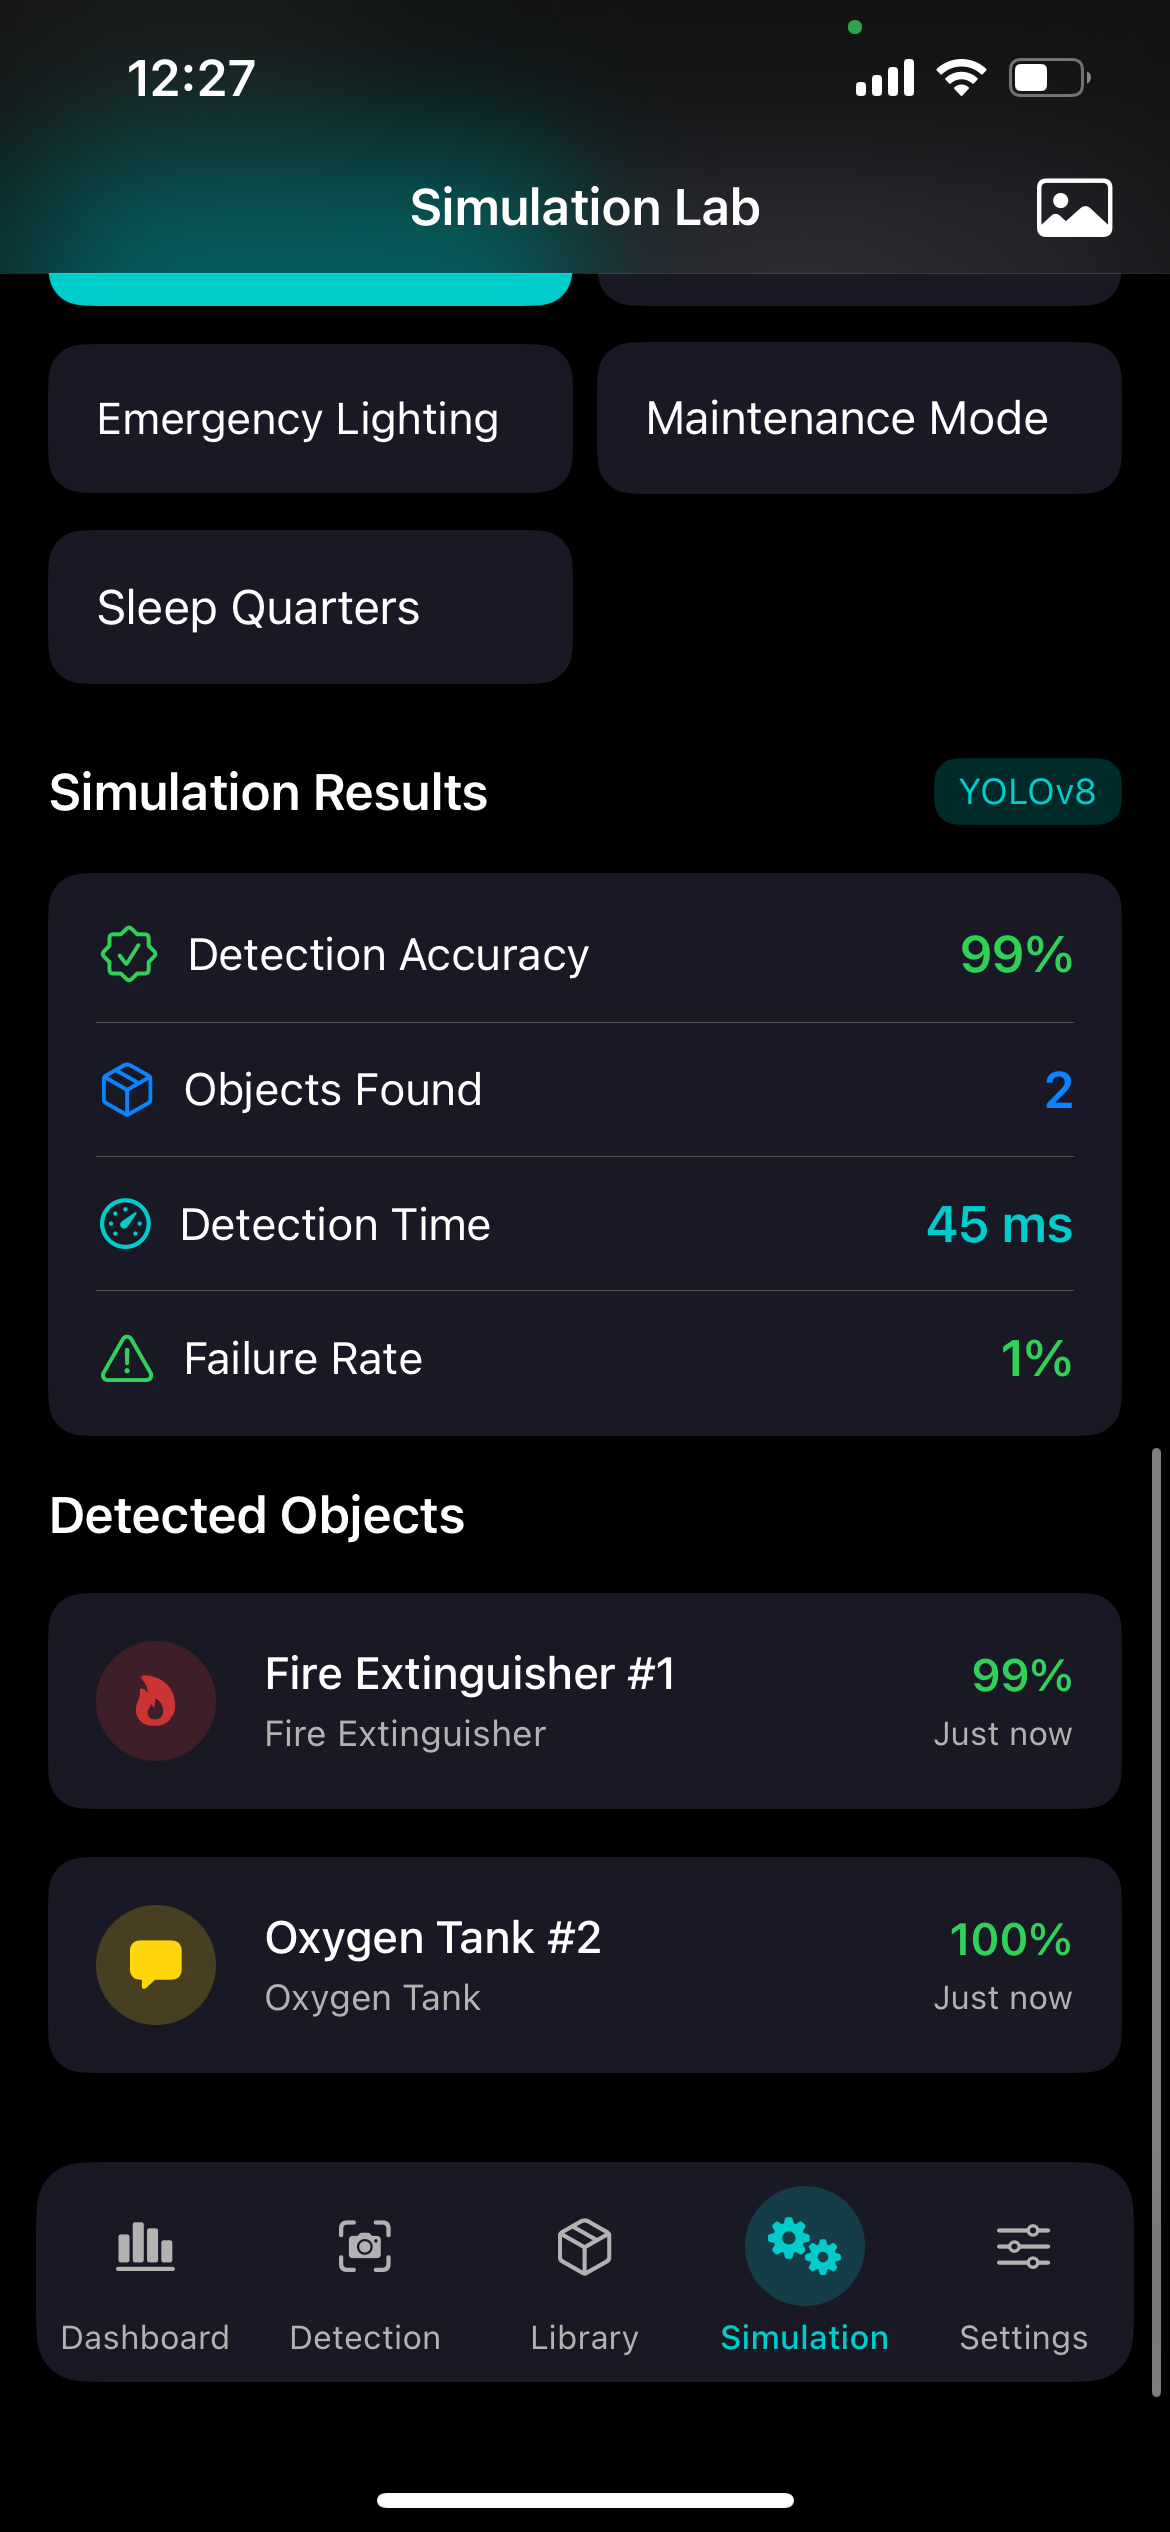 12:27
Simulation Lab
Emergency Lighting
Maintenance Mode
Sleep Quarters
Simulation Results
YOLOv8
Detection Accuracy
99%
Objects Found
2
Detection Time
45 ms
Failure Rate
1%
Detected Objects
Fire Extinguisher #1
99%
Fire Extinguisher
Just now
Oxygen Tank #2
100%
Oxygen Tank
Just now
Dashboard
Detection
Library
Simulation
Settings